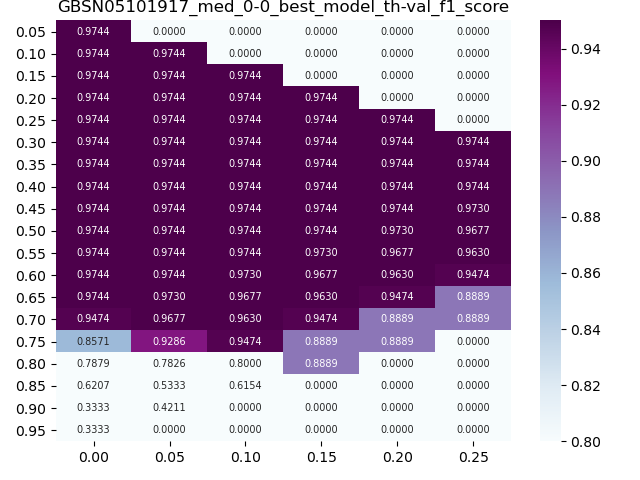 GBSN05101917_med_0-0_best_model_th-val_f1_score
0.05 0.9744 0.0000 0.0000 0.0000 0.0000 0.0000
0.10 0.9744 0.9744 0.0000 0.0000 0.0000 0.0000
0.15 0.9744 0.9744 0.9744 0.0000 0.0000 0.0000
0.20 0.9744 0.9744 0.9744 0.9744 0.0000 0.0000
0.25 0.9744 0.9744 0.9744 0.9744 0.9744 0.0000
0.30 0.9744 0.9744 0.9744 0.9744 0.9744 0.9744
0.35 0.9744 0.9744 0.9744 0.9744 0.9744 0.9744
0.40 0.9744 0.9744 0.9744 0.9744 0.9744 0.9744
0.45 0.9744 0.9744 0.9744 0.9744 0.9744 0.9730
0.50 0.9744 0.9744 0.9744 0.9744 0.9730 0.9677
0.55 0.9744 0.9744 0.9744 0.9730 0.9677 0.9630
0.60 0.9744 0.9744 0.9730 0.9677 0.9630 0.9474
0.65 0.9744 0.9730 0.9677 0.9630 0.9474 0.8889
0.70 0.9474 0.9677 0.9630 0.9474 0.8889 0.8889
0.75 0.8571 0.9286 0.9474 0.8889 0.8889 0.0000
0.80 0.7879 0.7826 0.8000 0.8889 0.0000 0.0000
0.85 0.6207 0.5333 0.6154 0.0000 0.0000 0.0000
0.90 0.3333 0.4211 0.0000 0.0000 0.0000 0.0000
0.95 0.3333 0.0000 0.0000 0.0000 0.0000 0.0000
0.00 0.05 0.10 0.15 0.20 0.25
0.94
0.92
0.90
0.88
0.86
0.84
0.82
0.80